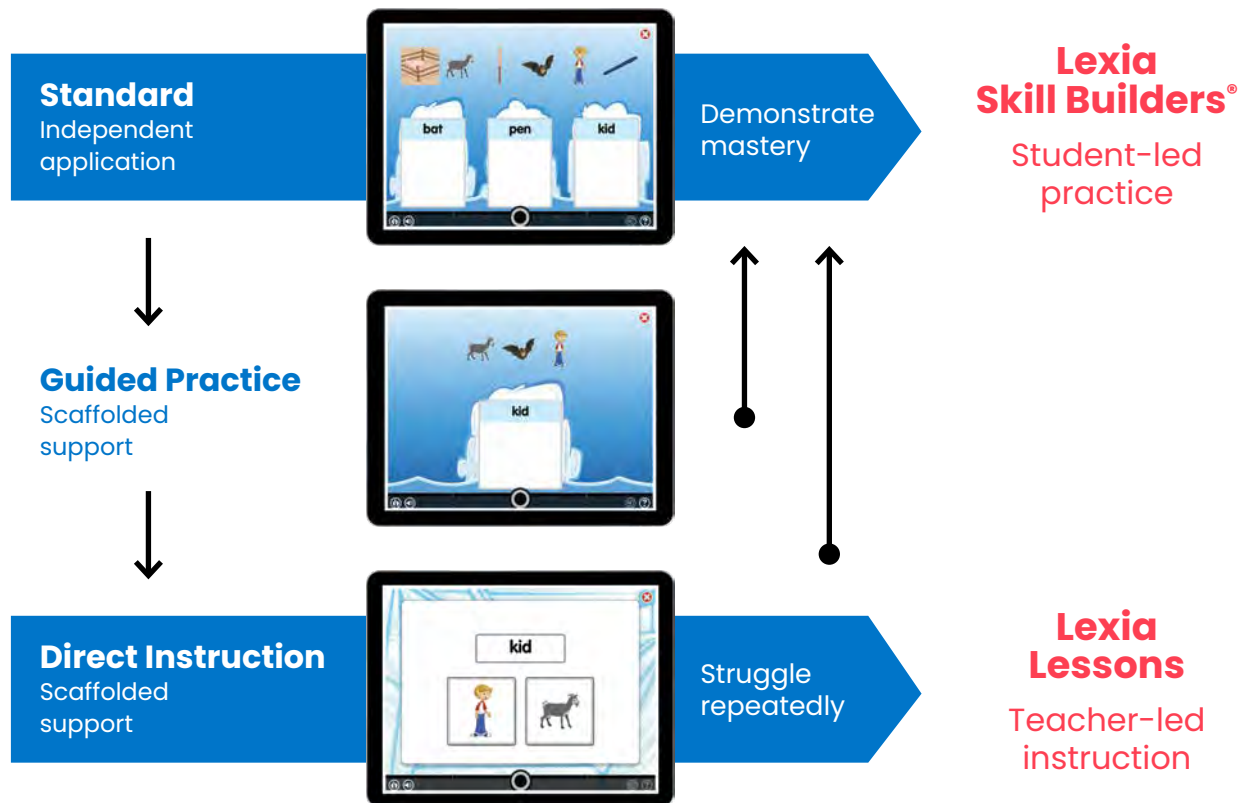 Standard
Independent
application
bat
pen
kid
Demonstrate
mastery
Lexia
Skill Builders®
Student-led
practice
Guided Practice
Scaffolded
support
kid
Direct Instruction
Scaffolded
support
kid
Struggle
repeatedly
Lexia
Lessons
Teacher-led
instruction